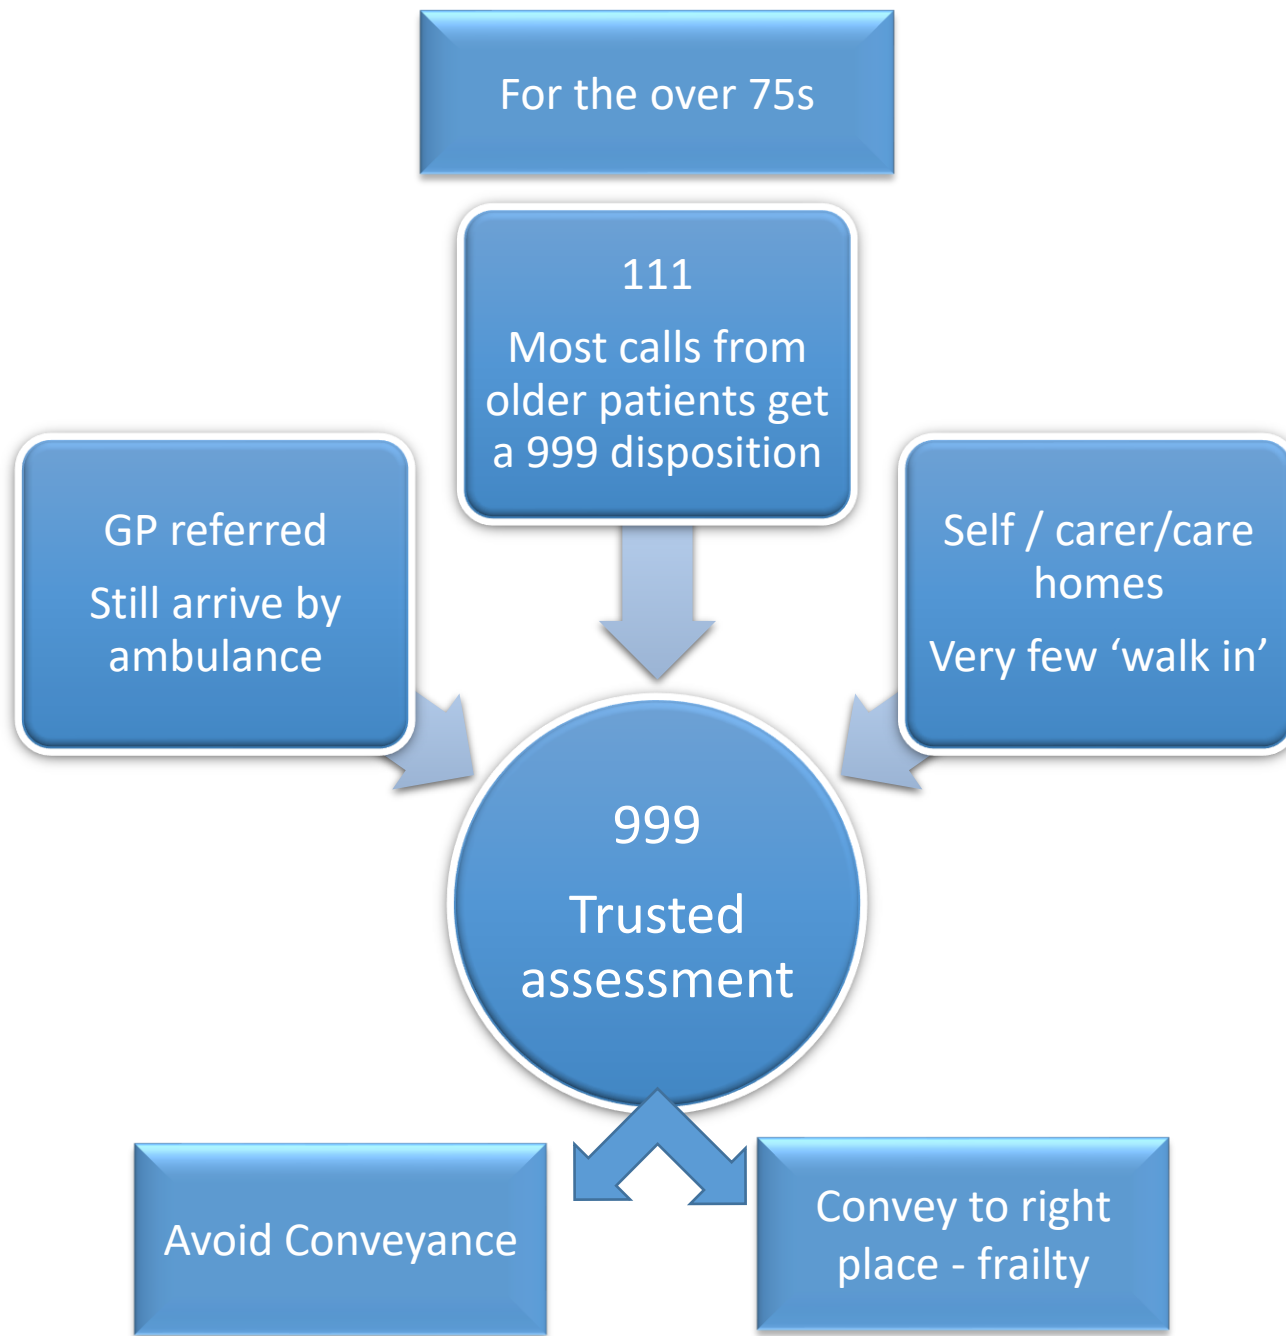 For the over 75s
111
Most calls from
older patients get
a 999 disposition
GP referred
Still arrive by
ambulance
Self / carer/care
homes
Very few ‘walk in’
999
Trusted
assessment
Avoid Conveyance
Convey to right
place - frailty